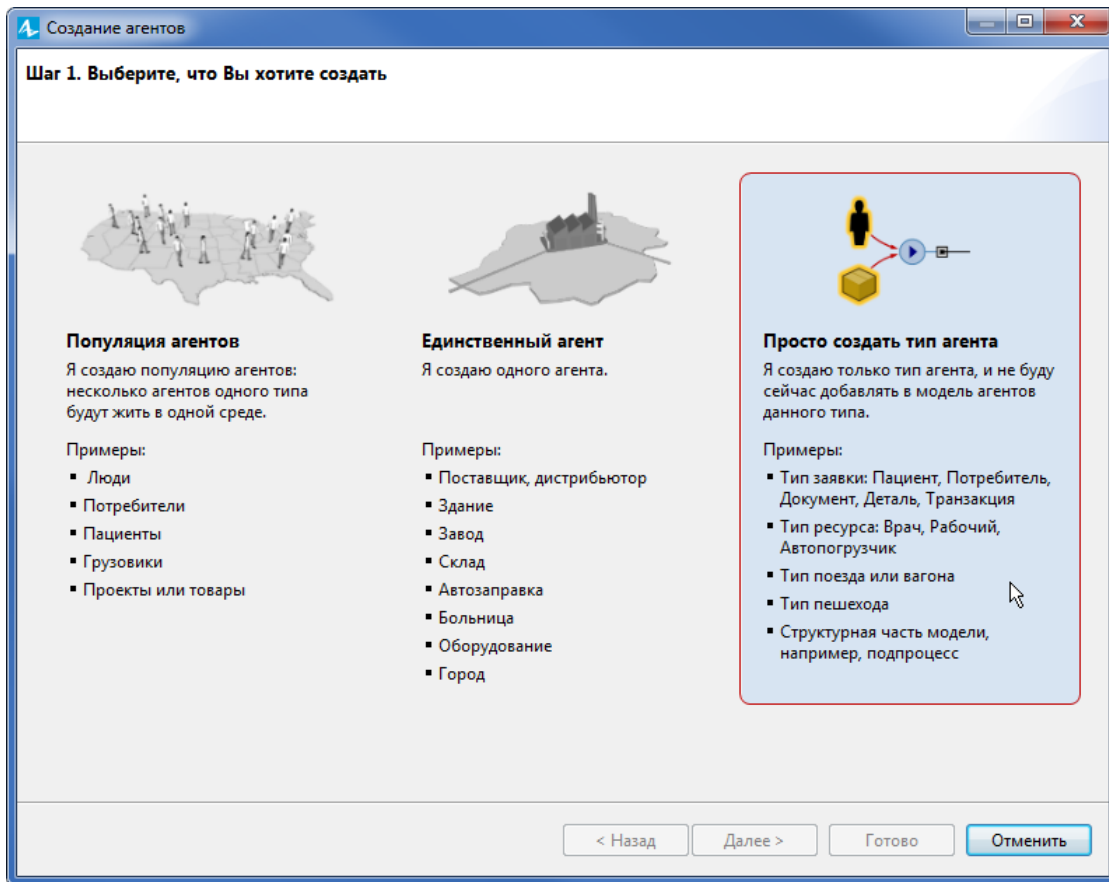 Создание агентов
Шаг 1. Выберите, что Вы хотите создать
Популяция агентов
Я создаю популяцию агентов:
несколько агентов одного типа
будут жить в одной среде.
Примеры:
▪ Люди
▪ Потребители
▪ Пациенты
▪ Грузовики
▪ Проекты или товары
Единственный агент
Я создаю одного агента.
Примеры:
▪ Поставщик, дистрибьютор
▪ Здание
▪ Завод
▪ Склад
▪ Автозаправка
▪ Больница
▪ Оборудование
▪ Город
Просто создать тип агента
Я создаю только тип агента, и не буду
сейчас добавлять в модель агентов
данного типа.
Примеры:
▪ Тип заявки: Пациент, Потребитель,
Документ, Деталь, Транзакция
▪ Тип ресурса: Врач, Рабочий,
Автопогрузчик
▪ Тип поезда или вагона
▪ Тип пешехода
▪ Структурная часть модели,
например, подпроцесс
< Назад
Далее >
Готово
Отменить